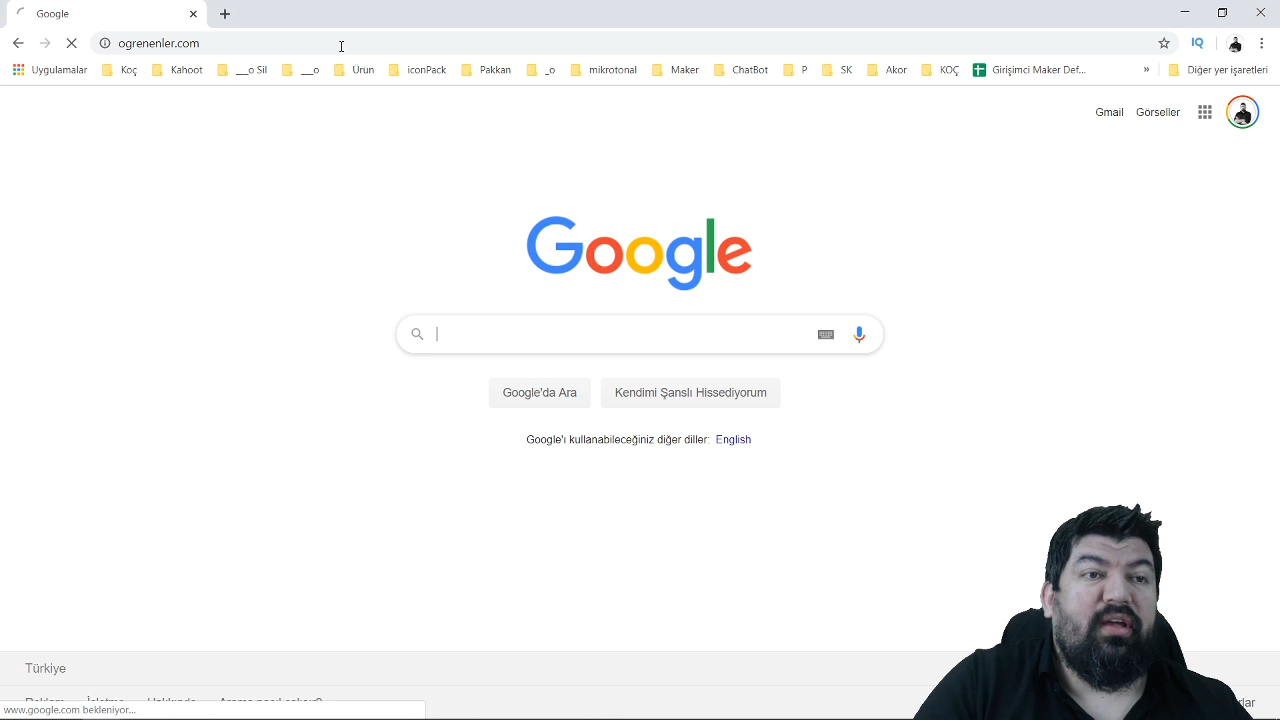 Google
ogrenenler.com
IQ
Uygulamalar Koç Kahoot __o Sil __o Ürün iconPack Pakkan _o mikrotonal Maker ChatBot P SK Akor KOÇ Girişimci Maker Def... » Diğer yer işaretleri
Gmail Görseller
Google
Google'da Ara Kendimi Şanslı Hissediyorum
Google'ı kullanabileceğiniz diğer diller: English
Türkiye
www.google.com bekleniyor...